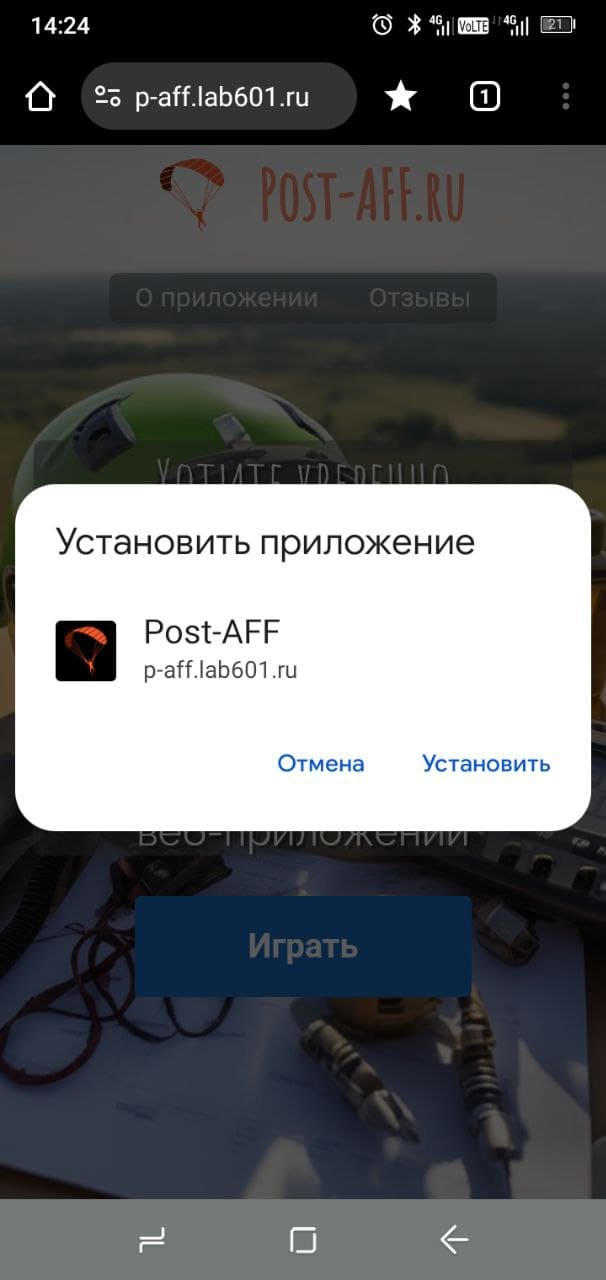 14:24
4G VoLTE 4G 21
p-aff.lab601.ru
1
POST-AFF.RU
О приложении Отзывы
ХОТИТЕ УВЕРЕННО
Установить приложение
Post-AFF
p-aff.lab601.ru
Отмена Установить
веб-приложении
Играть